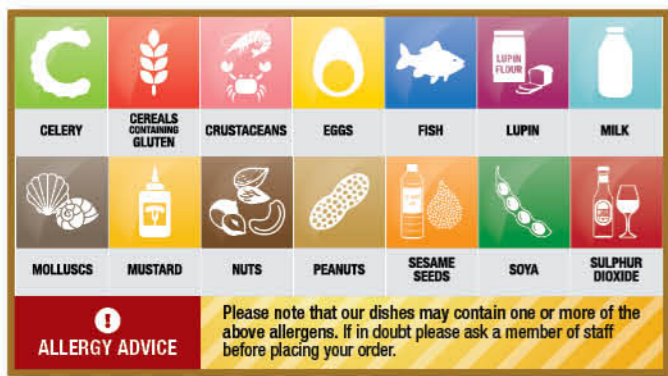 LUPIN
FLOUR
CELERY
CEREALS
CONTAINING
GLUTEN
CRUSTACEANS
EGGS
FISH
LUPIN
MILK
MOLLUSCS
MUSTARD
NUTS
PEANUTS
SESAME
SEEDS
SOYA
SULPHUR
DIOXIDE
!
ALLERGY ADVICE
Please note that our dishes may contain one or more of the
above allergens. If in doubt please ask a member of staff
before placing your order.